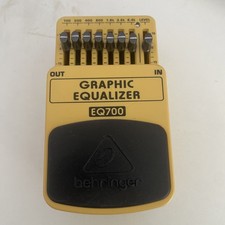 OUT
IN
GRAPHIC
EQUALIZER
EQ700
behringer